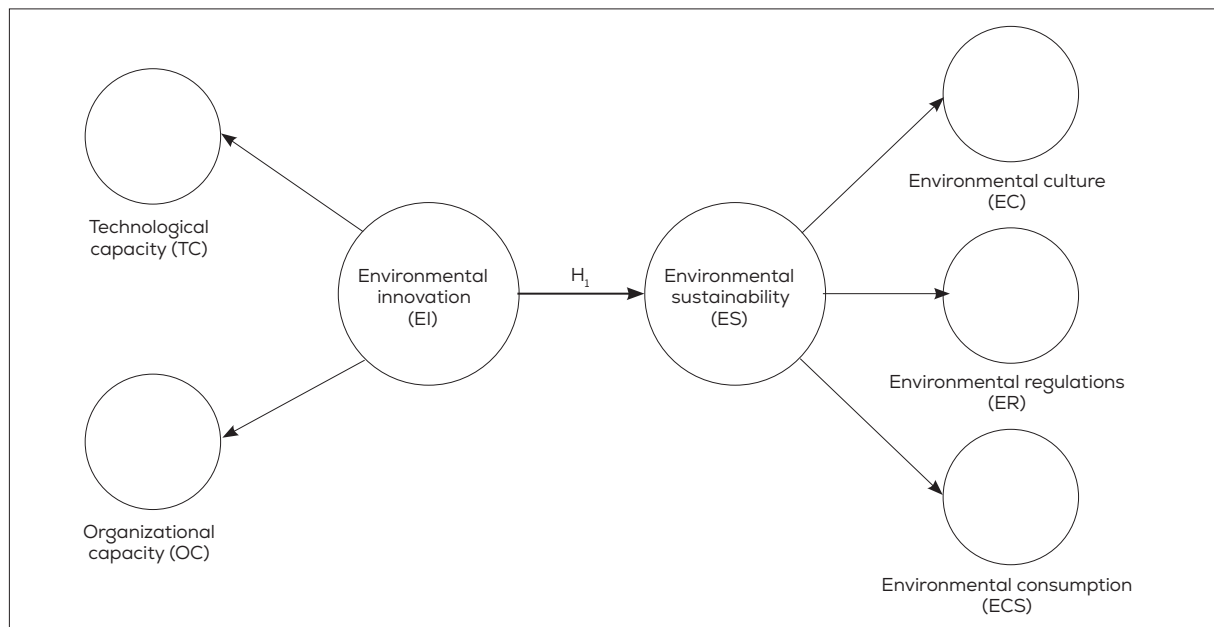 Technological
capacity (TC)
Organizational
capacity (OC)
Environmental
innovation
(EI)
H₁
Environmental
sustainability
(ES)
Environmental culture
(EC)
Environmental regulations
(ER)
Environmental consumption
(ECS)